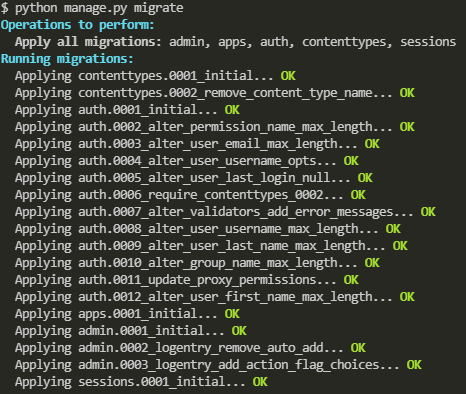 $ python manage.py migrate
Operations to perform:
  Apply all migrations: admin, apps, auth, contenttypes, sessions
Running migrations:
  Applying contenttypes.0001_initial... OK
  Applying contenttypes.0002_remove_content_type_name... OK
  Applying auth.0001_initial... OK
  Applying auth.0002_alter_permission_name_max_length... OK
  Applying auth.0003_alter_user_email_max_length... OK
  Applying auth.0004_alter_user_username_opts... OK
  Applying auth.0005_alter_user_last_login_null... OK
  Applying auth.0006_require_contenttypes_0002... OK
  Applying auth.0007_alter_validators_add_error_messages... OK
  Applying auth.0008_alter_user_username_max_length... OK
  Applying auth.0009_alter_user_last_name_max_length... OK
  Applying auth.0010_alter_group_name_max_length... OK
  Applying auth.0011_update_proxy_permissions... OK
  Applying auth.0012_alter_user_first_name_max_length... OK
  Applying apps.0001_initial... OK
  Applying admin.0001_initial... OK
  Applying admin.0002_logentry_remove_auto_add... OK
  Applying admin.0003_logentry_add_action_flag_choices... OK
  Applying sessions.0001_initial... OK